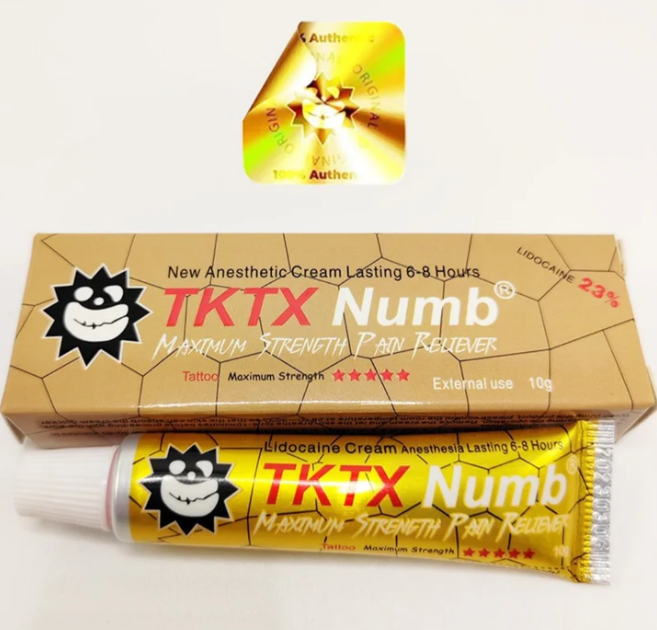 100% Authen
New Anesthetic Cream Lasting 6-8 Hours
LIDOCAINE 23%
TKTX Numb®
MAXIMUM STRENGTH PAIN RELIEVER
Tattoo Maximum Strength
External use 10g
Lidocaine Cream Anesthesia Lasting 6-8 Hours
TKTX Numb®
MAXIMUM STRENGTH PAIN RELIEVER
Tattoo Maximum Strength
10g